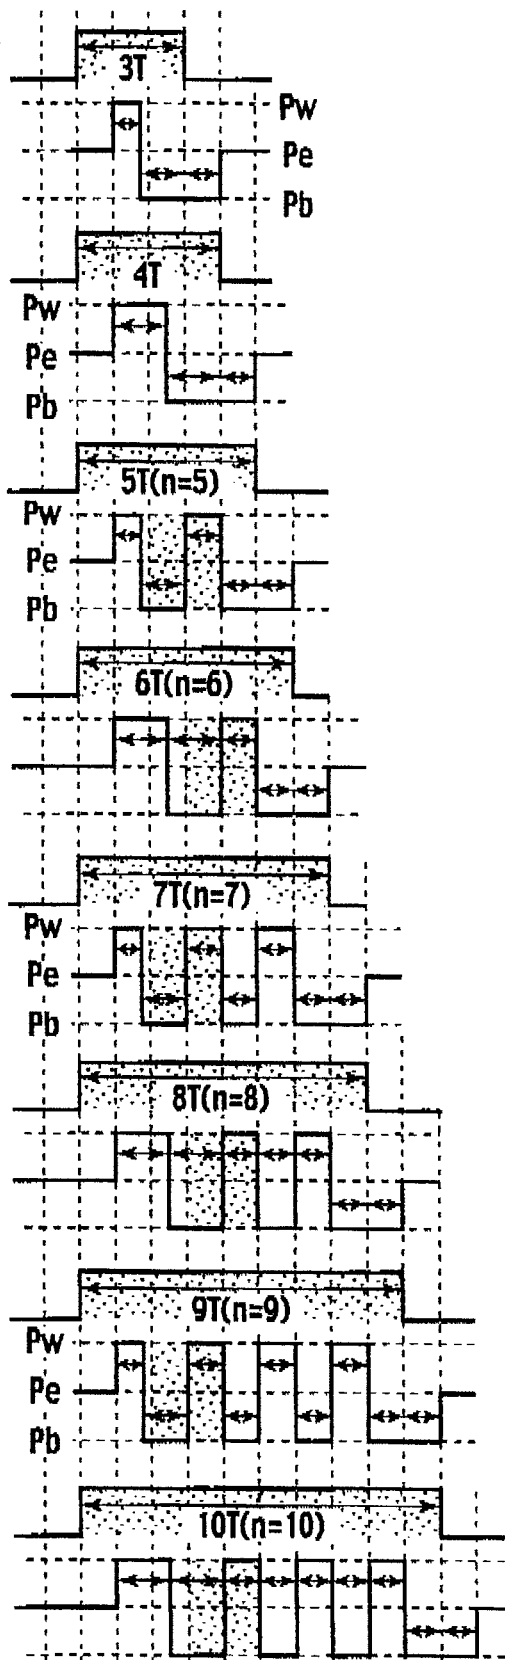 3T
Pw
Pe
Pb
4T
Pw
Pe
Pb
5T(n=5)
Pw
Pe
Pb
6T(n=6)
7T(n=7)
Pw
Pe
Pb
8T(n=8)
9T(n=9)
Pw
Pe
Pb
10T(n=10)